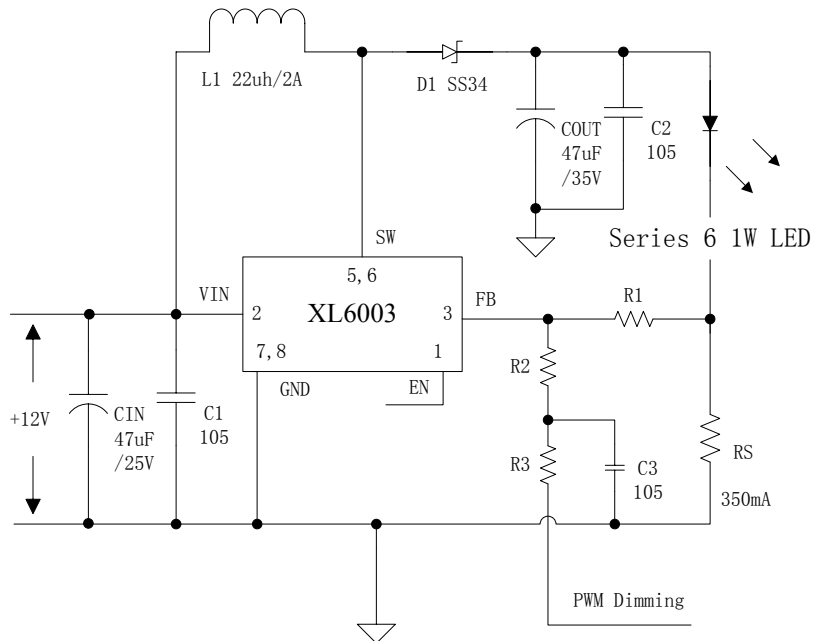 L1 22uh/2A
D1 SS34
COUT
47uF
/35V
C2
105
SW
Series 6 1W LED
5,6
VIN
2
XL6003
3
FB
R1
7,8
1
GND
EN
R2
+12V
CIN
47uF
/25V
C1
105
R3
C3
105
RS
350mA
PWM Dimming